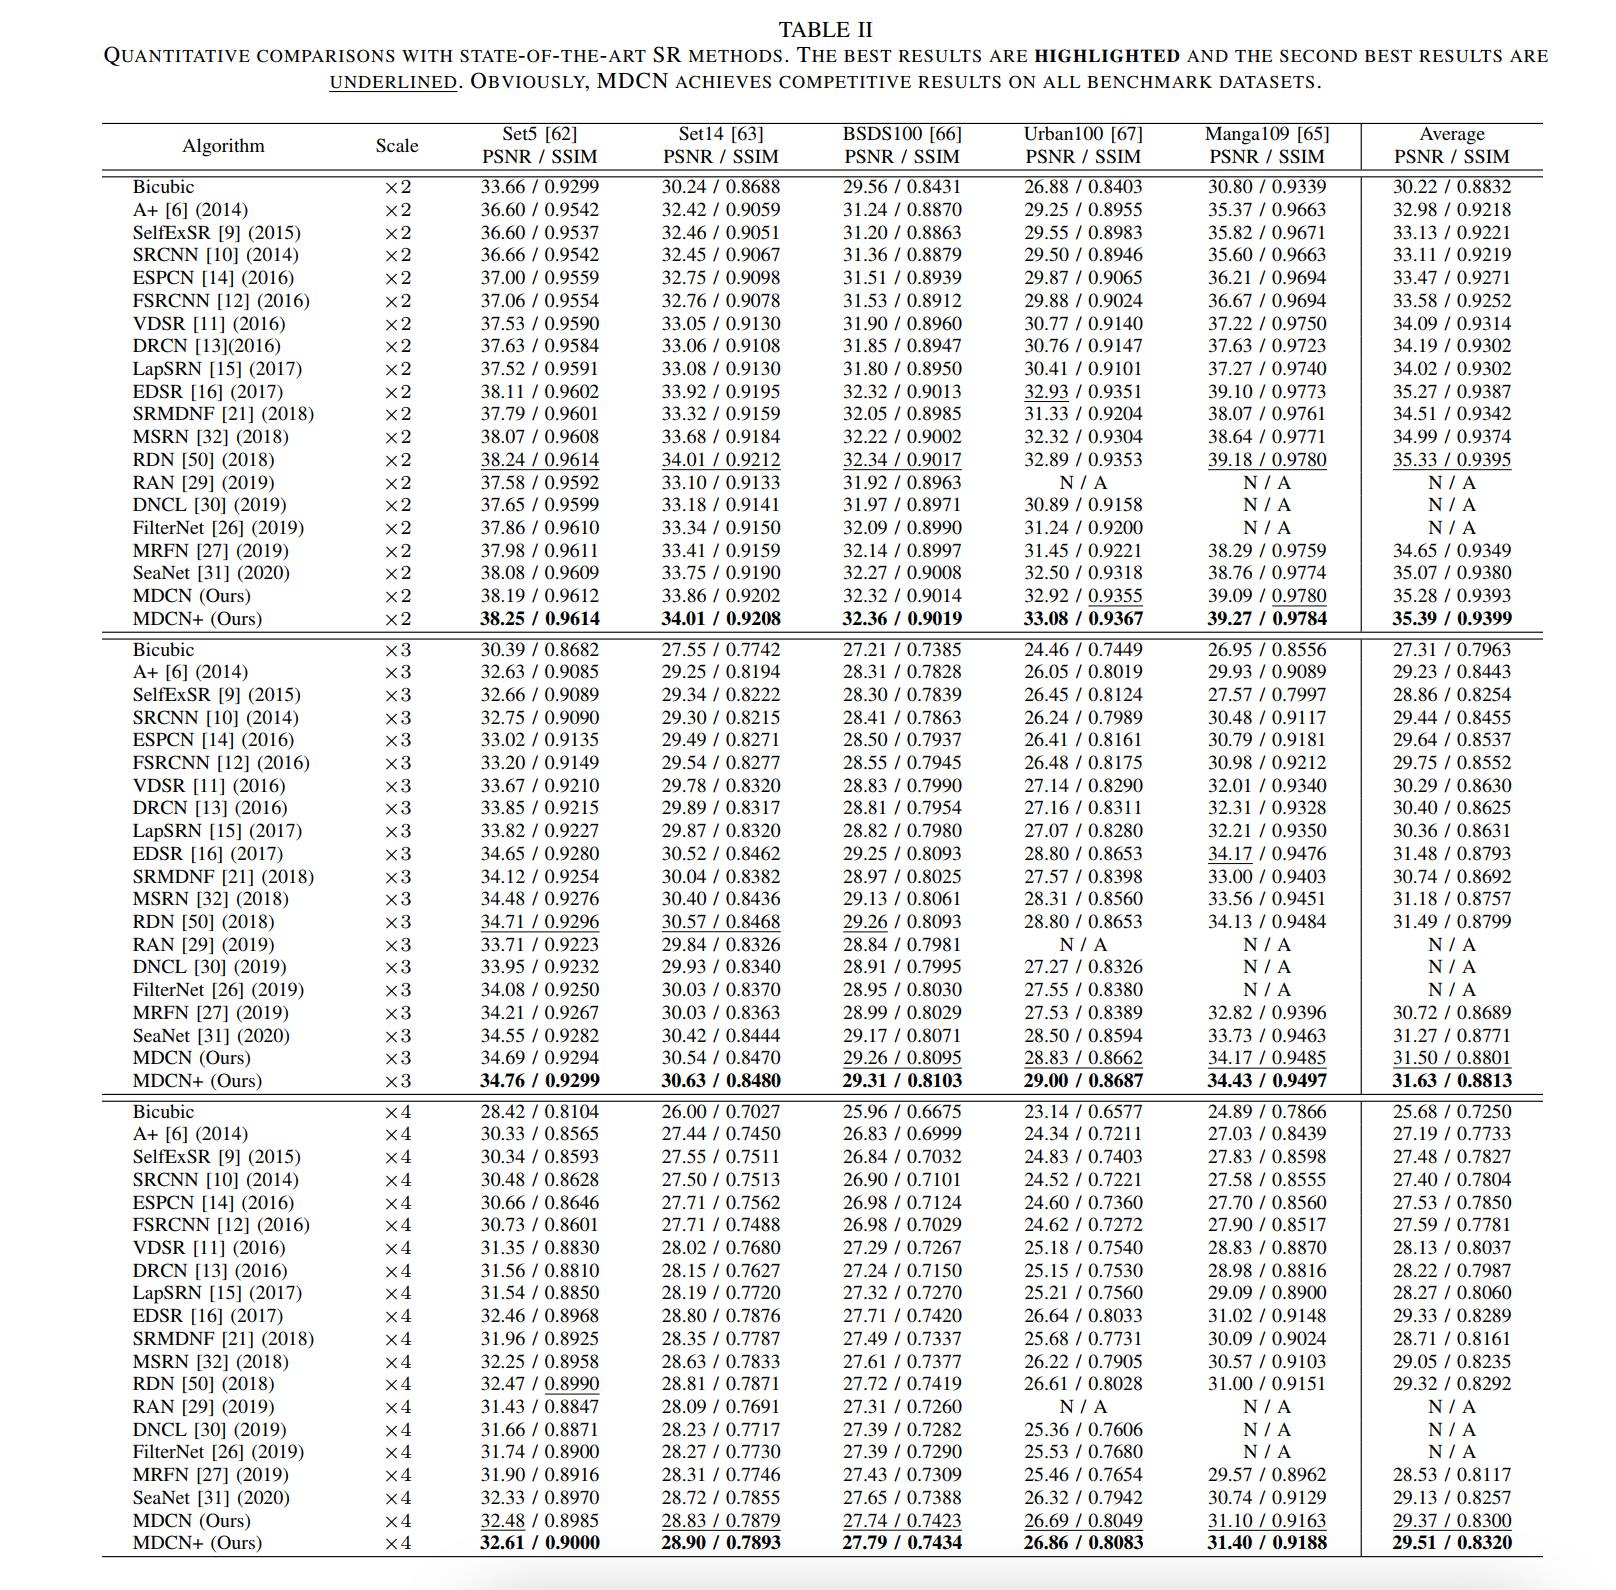 TABLE II
QUANTITATIVE COMPARISONS WITH STATE-OF-THE-ART SR METHODS. THE BEST RESULTS ARE HIGHLIGHTED AND THE SECOND BEST RESULTS ARE
UNDERLINED. OBVIOUSLY, MDCN ACHIEVES COMPETITIVE RESULTS ON ALL BENCHMARK DATASETS.
Algorithm Scale Set5 [62] Set14 [63] BSDS100 [66] Urban100 [67] Manga109 [65] Average
PSNR / SSIM PSNR / SSIM PSNR / SSIM PSNR / SSIM PSNR / SSIM PSNR / SSIM
Bicubic ×2 33.66 / 0.9299 30.24 / 0.8688 29.56 / 0.8431 26.88 / 0.8403 30.80 / 0.9339 30.22 / 0.8832
A+ [6] (2014) ×2 36.60 / 0.9542 32.42 / 0.9059 31.24 / 0.8870 29.25 / 0.8955 35.37 / 0.9663 32.98 / 0.9218
SelfExSR [9] (2015) ×2 36.60 / 0.9537 32.46 / 0.9051 31.20 / 0.8863 29.55 / 0.8983 35.82 / 0.9671 33.13 / 0.9221
SRCNN [10] (2014) ×2 36.66 / 0.9542 32.45 / 0.9067 31.36 / 0.8879 29.50 / 0.8946 35.60 / 0.9663 33.11 / 0.9219
ESPCN [14] (2016) ×2 37.00 / 0.9559 32.75 / 0.9098 31.51 / 0.8939 29.87 / 0.9065 36.21 / 0.9694 33.47 / 0.9271
FSRCNN [12] (2016) ×2 37.06 / 0.9554 32.76 / 0.9078 31.53 / 0.8912 29.88 / 0.9024 36.67 / 0.9694 33.58 / 0.9252
VDSR [11] (2016) ×2 37.53 / 0.9590 33.05 / 0.9130 31.90 / 0.8960 30.77 / 0.9140 37.22 / 0.9750 34.09 / 0.9314
DRCN [13](2016) ×2 37.63 / 0.9584 33.06 / 0.9108 31.85 / 0.8947 30.76 / 0.9147 37.63 / 0.9723 34.19 / 0.9302
LapSRN [15] (2017) ×2 37.52 / 0.9591 33.08 / 0.9130 31.80 / 0.8950 30.41 / 0.9101 37.27 / 0.9740 34.02 / 0.9302
EDSR [16] (2017) ×2 38.11 / 0.9602 33.92 / 0.9195 32.32 / 0.9013 32.93 / 0.9351 39.10 / 0.9773 35.27 / 0.9387
SRMDNF [21] (2018) ×2 37.79 / 0.9601 33.32 / 0.9159 32.05 / 0.8985 31.33 / 0.9204 38.07 / 0.9761 34.51 / 0.9342
MSRN [32] (2018) ×2 38.07 / 0.9608 33.68 / 0.9184 32.22 / 0.9002 32.32 / 0.9304 38.64 / 0.9771 34.99 / 0.9374
RDN [50] (2018) ×2 38.24 / 0.9614 34.01 / 0.9212 32.34 / 0.9017 32.89 / 0.9353 39.18 / 0.9780 35.33 / 0.9395
RAN [29] (2019) ×2 37.58 / 0.9592 33.10 / 0.9133 31.92 / 0.8963 N / A N / A N / A
DNCL [30] (2019) ×2 37.65 / 0.9599 33.18 / 0.9141 31.97 / 0.8971 30.89 / 0.9158 N / A N / A
FilterNet [26] (2019) ×2 37.86 / 0.9610 33.34 / 0.9150 32.09 / 0.8990 31.24 / 0.9200 N / A N / A
MRFN [27] (2019) ×2 37.98 / 0.9611 33.41 / 0.9159 32.14 / 0.8997 31.45 / 0.9221 38.29 / 0.9759 34.65 / 0.9349
SeaNet [31] (2020) ×2 38.08 / 0.9609 33.75 / 0.9190 32.27 / 0.9008 32.50 / 0.9318 38.76 / 0.9774 35.07 / 0.9380
MDCN (Ours) ×2 38.19 / 0.9612 33.86 / 0.9202 32.32 / 0.9014 32.92 / 0.9355 39.09 / 0.9780 35.28 / 0.9393
MDCN+ (Ours) ×2 38.25 / 0.9614 34.01 / 0.9208 32.36 / 0.9019 33.08 / 0.9367 39.27 / 0.9784 35.39 / 0.9399
Bicubic ×3 30.39 / 0.8682 27.55 / 0.7742 27.21 / 0.7385 24.46 / 0.7449 26.95 / 0.8556 27.31 / 0.7963
A+ [6] (2014) ×3 32.63 / 0.9085 29.25 / 0.8194 28.31 / 0.7828 26.05 / 0.8019 29.93 / 0.9089 29.23 / 0.8443
SelfExSR [9] (2015) ×3 32.66 / 0.9089 29.34 / 0.8222 28.30 / 0.7839 26.45 / 0.8124 27.57 / 0.7997 28.86 / 0.8254
SRCNN [10] (2014) ×3 32.75 / 0.9090 29.30 / 0.8215 28.41 / 0.7863 26.24 / 0.7989 30.48 / 0.9117 29.44 / 0.8455
ESPCN [14] (2016) ×3 33.02 / 0.9135 29.49 / 0.8271 28.50 / 0.7937 26.41 / 0.8161 30.79 / 0.9181 29.64 / 0.8537
FSRCNN [12] (2016) ×3 33.20 / 0.9149 29.54 / 0.8277 28.55 / 0.7945 26.48 / 0.8175 30.98 / 0.9212 29.75 / 0.8552
VDSR [11] (2016) ×3 33.67 / 0.9210 29.78 / 0.8320 28.83 / 0.7990 27.14 / 0.8290 32.01 / 0.9340 30.29 / 0.8630
DRCN [13] (2016) ×3 33.85 / 0.9215 29.89 / 0.8317 28.81 / 0.7954 27.16 / 0.8311 32.31 / 0.9328 30.40 / 0.8625
LapSRN [15] (2017) ×3 33.82 / 0.9227 29.87 / 0.8320 28.82 / 0.7980 27.07 / 0.8280 32.21 / 0.9350 30.36 / 0.8631
EDSR [16] (2017) ×3 34.65 / 0.9280 30.52 / 0.8462 29.25 / 0.8093 28.80 / 0.8653 34.17 / 0.9476 31.48 / 0.8793
SRMDNF [21] (2018) ×3 34.12 / 0.9254 30.04 / 0.8382 28.97 / 0.8025 27.57 / 0.8398 33.00 / 0.9403 30.74 / 0.8692
MSRN [32] (2018) ×3 34.48 / 0.9276 30.40 / 0.8436 29.13 / 0.8061 28.31 / 0.8560 33.56 / 0.9451 31.18 / 0.8757
RDN [50] (2018) ×3 34.71 / 0.9296 30.57 / 0.8468 29.26 / 0.8093 28.80 / 0.8653 34.13 / 0.9484 31.49 / 0.8799
RAN [29] (2019) ×3 33.71 / 0.9223 29.84 / 0.8326 28.84 / 0.7981 N / A N / A N / A
DNCL [30] (2019) ×3 33.95 / 0.9232 29.93 / 0.8340 28.91 / 0.7995 27.27 / 0.8326 N / A N / A
FilterNet [26] (2019) ×3 34.08 / 0.9250 30.03 / 0.8370 28.95 / 0.8030 27.55 / 0.8380 N / A N / A
MRFN [27] (2019) ×3 34.21 / 0.9267 30.03 / 0.8363 28.99 / 0.8029 27.53 / 0.8389 32.82 / 0.9396 30.72 / 0.8689
SeaNet [31] (2020) ×3 34.55 / 0.9282 30.42 / 0.8444 29.17 / 0.8071 28.50 / 0.8594 33.73 / 0.9463 31.27 / 0.8771
MDCN (Ours) ×3 34.69 / 0.9294 30.54 / 0.8470 29.26 / 0.8095 28.83 / 0.8662 34.17 / 0.9485 31.50 / 0.8801
MDCN+ (Ours) ×3 34.76 / 0.9299 30.63 / 0.8480 29.31 / 0.8103 29.00 / 0.8687 34.43 / 0.9497 31.63 / 0.8813
Bicubic ×4 28.42 / 0.8104 26.00 / 0.7027 25.96 / 0.6675 23.14 / 0.6577 24.89 / 0.7866 25.68 / 0.7250
A+ [6] (2014) ×4 30.33 / 0.8565 27.44 / 0.7450 26.83 / 0.6999 24.34 / 0.7211 27.03 / 0.8439 27.19 / 0.7733
SelfExSR [9] (2015) ×4 30.34 / 0.8593 27.55 / 0.7511 26.84 / 0.7032 24.83 / 0.7403 27.83 / 0.8598 27.48 / 0.7827
SRCNN [10] (2014) ×4 30.48 / 0.8628 27.50 / 0.7513 26.90 / 0.7101 24.52 / 0.7221 27.58 / 0.8555 27.40 / 0.7804
ESPCN [14] (2016) ×4 30.66 / 0.8646 27.71 / 0.7562 26.98 / 0.7124 24.60 / 0.7360 27.70 / 0.8560 27.53 / 0.7850
FSRCNN [12] (2016) ×4 30.73 / 0.8601 27.71 / 0.7488 26.98 / 0.7029 24.62 / 0.7272 27.90 / 0.8517 27.59 / 0.7781
VDSR [11] (2016) ×4 31.35 / 0.8830 28.02 / 0.7680 27.29 / 0.7267 25.18 / 0.7540 28.83 / 0.8870 28.13 / 0.8037
DRCN [13] (2016) ×4 31.56 / 0.8810 28.15 / 0.7627 27.24 / 0.7150 25.15 / 0.7530 28.98 / 0.8816 28.22 / 0.7987
LapSRN [15] (2017) ×4 31.54 / 0.8850 28.19 / 0.7720 27.32 / 0.7270 25.21 / 0.7560 29.09 / 0.8900 28.27 / 0.8060
EDSR [16] (2017) ×4 32.46 / 0.8968 28.80 / 0.7876 27.71 / 0.7420 26.64 / 0.8033 31.02 / 0.9148 29.33 / 0.8289
SRMDNF [21] (2018) ×4 31.96 / 0.8925 28.35 / 0.7787 27.49 / 0.7337 25.68 / 0.7731 30.09 / 0.9024 28.71 / 0.8161
MSRN [32] (2018) ×4 32.25 / 0.8958 28.63 / 0.7833 27.61 / 0.7377 26.22 / 0.7905 30.57 / 0.9103 29.05 / 0.8235
RDN [50] (2018) ×4 32.47 / 0.8990 28.81 / 0.7871 27.72 / 0.7419 26.61 / 0.8028 31.00 / 0.9151 29.32 / 0.8292
RAN [29] (2019) ×4 31.43 / 0.8847 28.09 / 0.7691 27.31 / 0.7260 N / A N / A N / A
DNCL [30] (2019) ×4 31.66 / 0.8871 28.23 / 0.7717 27.39 / 0.7282 25.36 / 0.7606 N / A N / A
FilterNet [26] (2019) ×4 31.74 / 0.8900 28.27 / 0.7730 27.39 / 0.7290 25.53 / 0.7680 N / A N / A
MRFN [27] (2019) ×4 31.90 / 0.8916 28.31 / 0.7746 27.43 / 0.7309 25.46 / 0.7654 29.57 / 0.8962 28.53 / 0.8117
SeaNet [31] (2020) ×4 32.33 / 0.8970 28.72 / 0.7855 27.65 / 0.7388 26.32 / 0.7942 30.74 / 0.9129 29.13 / 0.8257
MDCN (Ours) ×4 32.48 / 0.8985 28.83 / 0.7879 27.74 / 0.7423 26.69 / 0.8049 31.10 / 0.9163 29.37 / 0.8300
MDCN+ (Ours) ×4 32.61 / 0.9000 28.90 / 0.7893 27.79 / 0.7434 26.86 / 0.8083 31.40 / 0.9188 29.51 / 0.8320